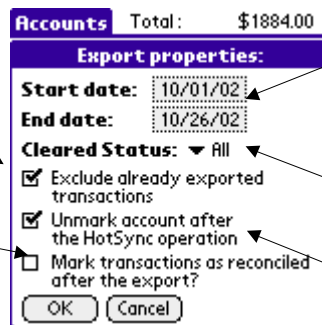 Accounts Total: $1884.00
Export properties:
Start date: 10/01/02
End date: 10/26/02
Cleared Status: All
Exclude already exported
transactions
Unmark account after
the HotSync operation
Mark transactions as reconciled
after the export?
OK Cancel